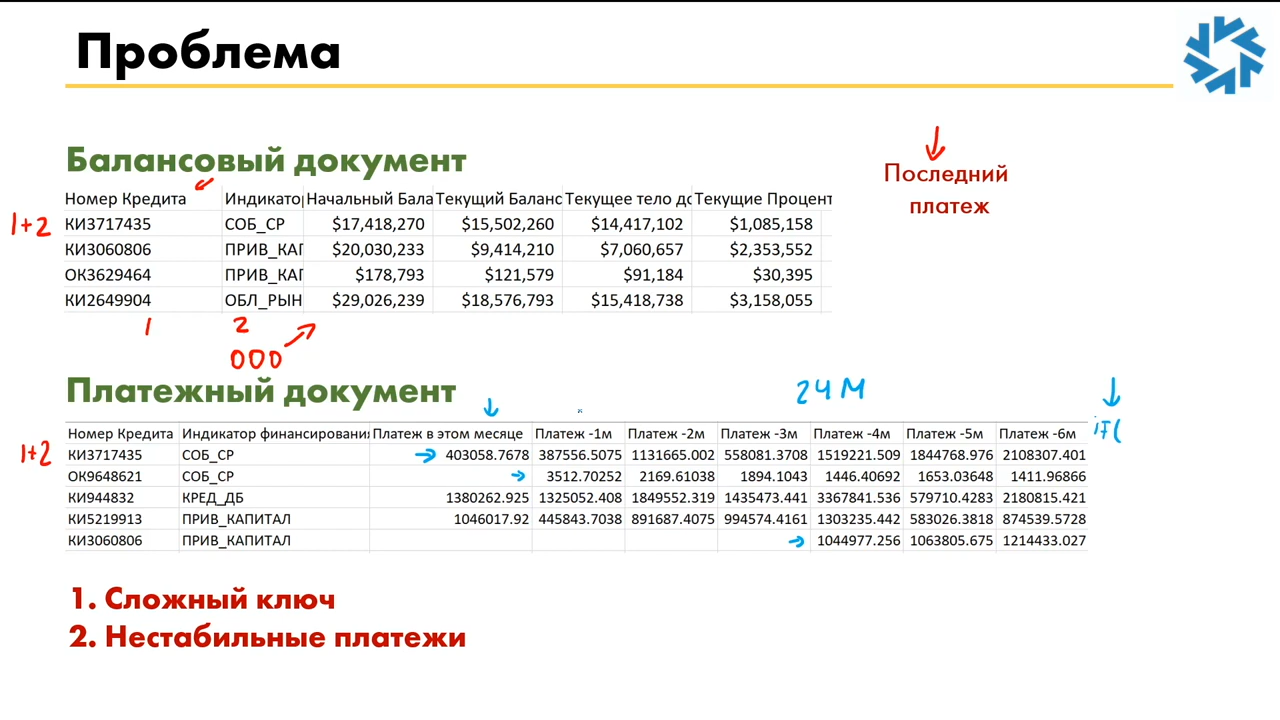 Проблема
Балансовый документ
Последний
платеж
Номер Кредита Индикатор Начальный Бала Текущий Баланс Текущее тело до Текущие Процент
1+2 КИ3717435 СОБ_СР $17,418,270 $15,502,260 $14,417,102 $1,085,158
КИ3060806 ПРИВ_КАП $20,030,233 $9,414,210 $7,060,657 $2,353,552
ОК3629464 ПРИВ_КАП $178,793 $121,579 $91,184 $30,395
КИ2649904 ОБЛ_РЫН $29,026,239 $18,576,793 $15,418,738 $3,158,055
1 2
000
Платежный документ
24 М
Номер Кредита Индикатор финансирования Платеж в этом месяце Платеж -1м Платеж -2м Платеж -3м Платеж -4м Платеж -5м Платеж -6м if(
1+2 КИ3717435 СОБ_СР 403058.7678 387556.5075 1131665.002 558081.3708 1519221.509 1844768.976 2108307.401
ОК9648621 СОБ_СР 3512.70252 2169.61038 1894.1043 1446.40692 1653.03648 1411.96866
КИ944832 КРЕД_ДБ 1380262.925 1325052.408 1849552.319 1435473.441 3367841.536 579710.4283 2180815.421
КИ5219913 ПРИВ_КАПИТАЛ 1046017.92 445843.7038 891687.4075 994574.4161 1303235.442 583026.3818 874539.5728
КИ3060806 ПРИВ_КАПИТАЛ 1044977.256 1063805.675 1214433.027
1. Сложный ключ
2. Нестабильные платежи